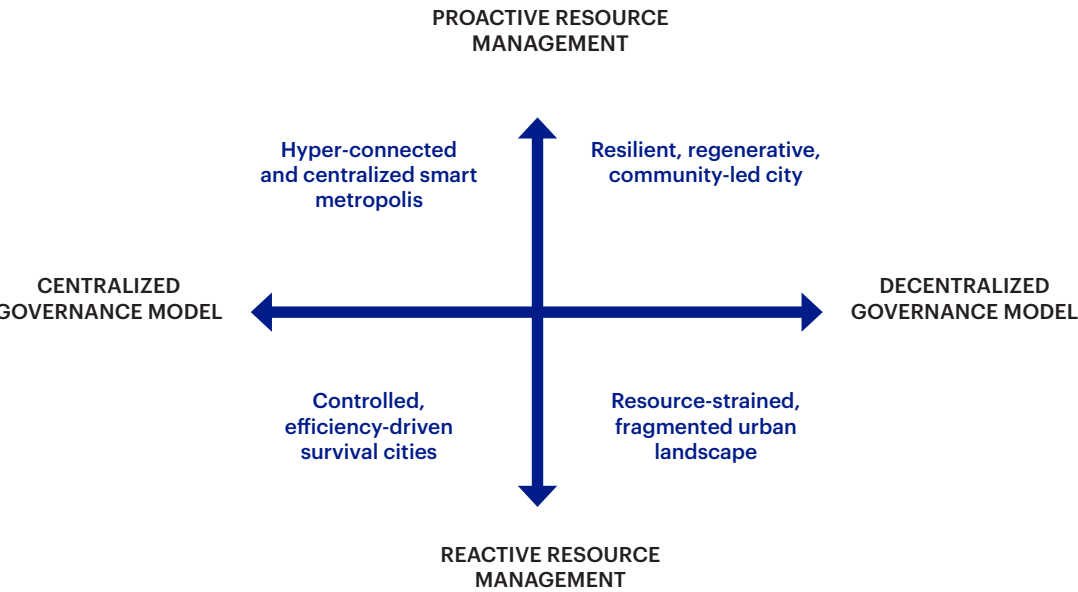 PROACTIVE RESOURCE
MANAGEMENT
Hyper-connected
and centralized smart
metropolis
Resilient, regenerative,
community-led city
CENTRALIZED
GOVERNANCE MODEL
DECENTRALIZED
GOVERNANCE MODEL
Controlled,
efficiency-driven
survival cities
Resource-strained,
fragmented urban
landscape
REACTIVE RESOURCE
MANAGEMENT